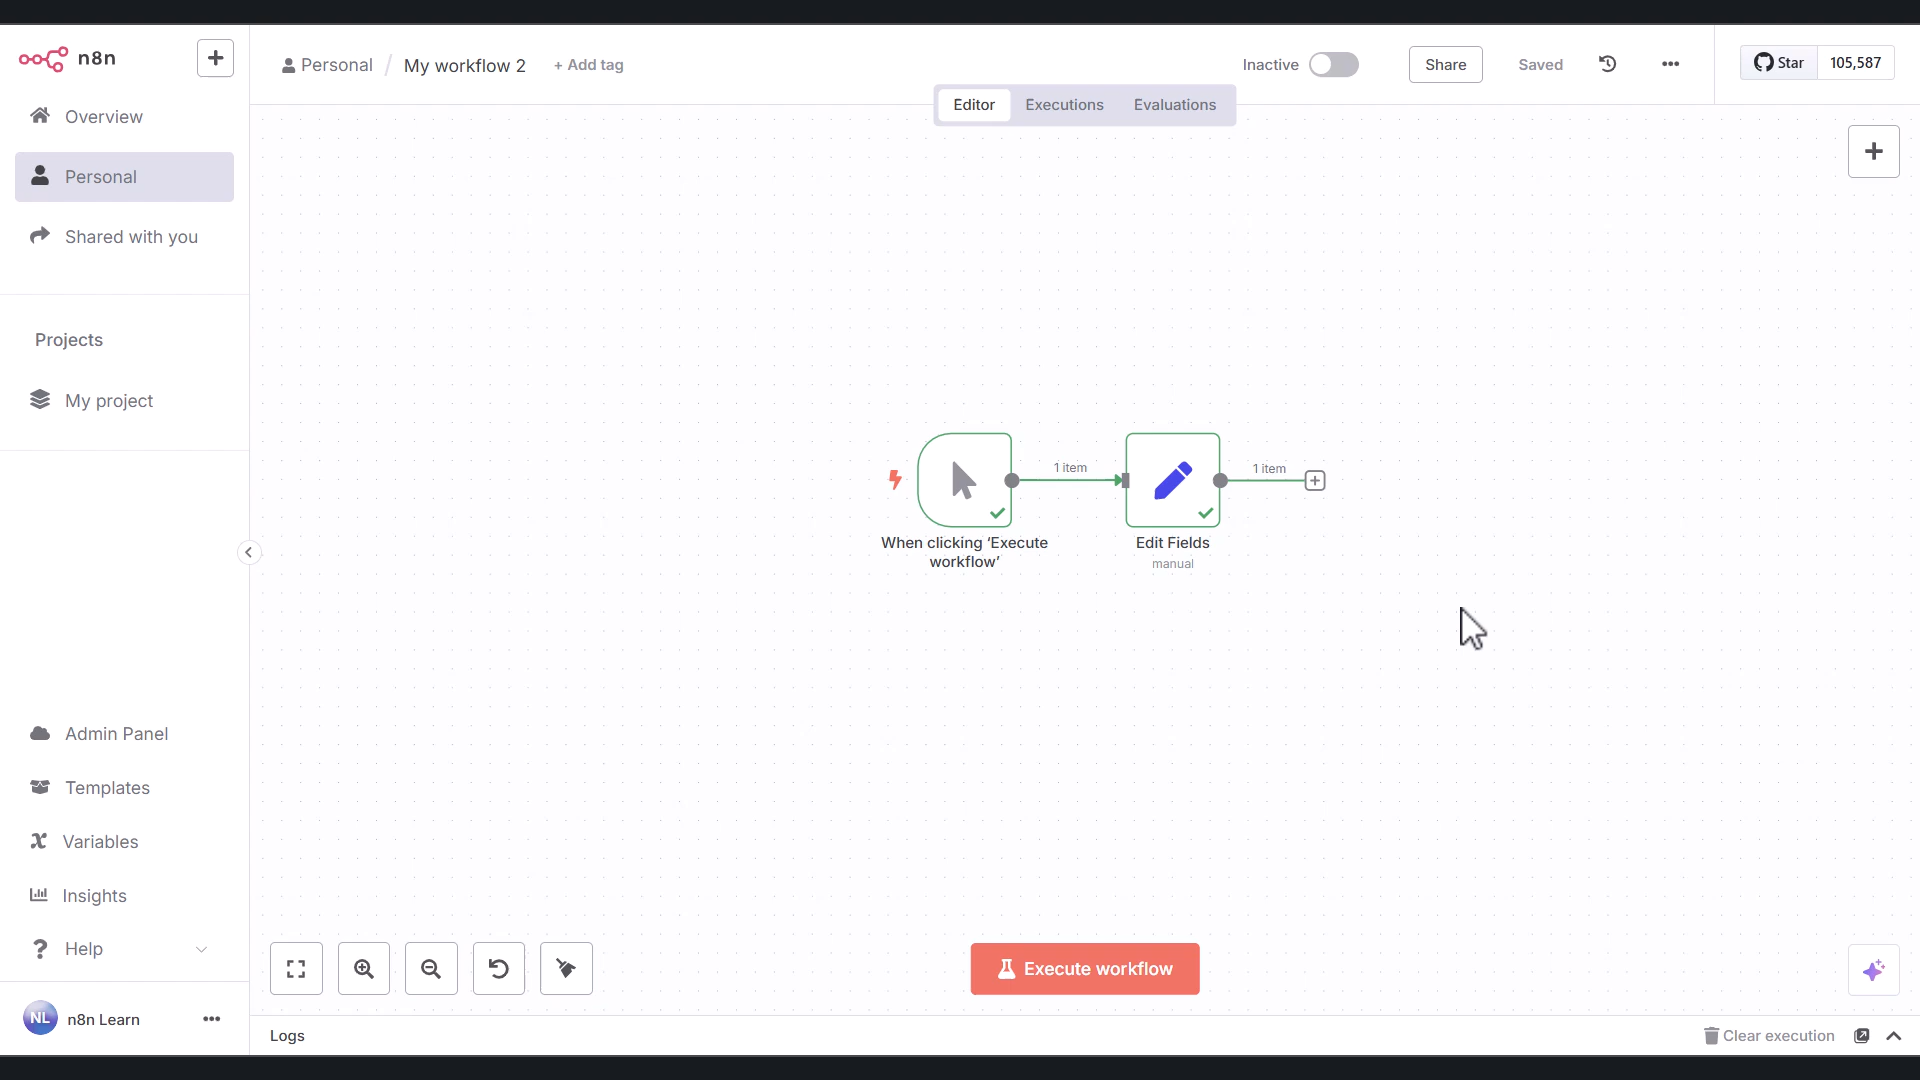 n8n
Personal / My workflow 2 + Add tag
Inactive
Share
Saved
Star 105,587
Editor Executions Evaluations
Overview
Personal
Shared with you
Projects
My project
1 item
1 item
When clicking ‘Execute
workflow’
Edit Fields
manual
Admin Panel
Templates
Variables
Insights
Help
Execute workflow
NL n8n Learn
Logs
Clear execution